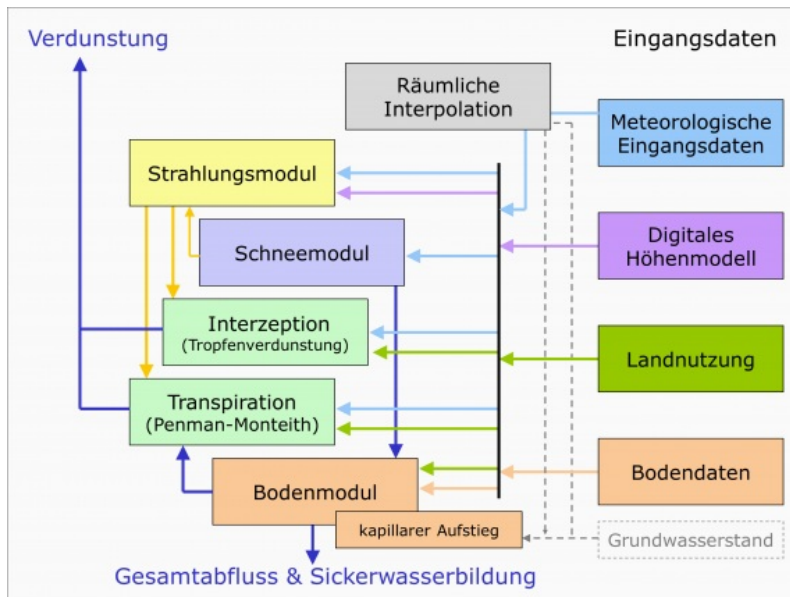 Verdunstung
Eingangsdaten
Räumliche
Interpolation
Meteorologische
Eingangsdaten
Strahlungsmodul
Schneemodul
Digitales
Höhenmodell
Interzeption
(Tropfenverdunstung)
Landnutzung
Transpiration
(Penman-Monteith)
Bodenmodul
Bodendaten
kapillarer Aufstieg
Grundwasserstand
Gesamtabfluss & Sickerwasserbildung